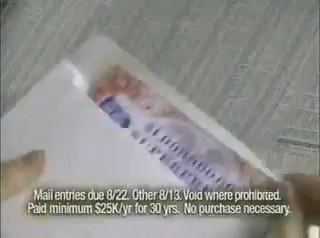 Mail entries due 8/22. Other 8/13. Void where prohibited.
Paid minimum $25K/yr for 30 yrs. No purchase necessary.